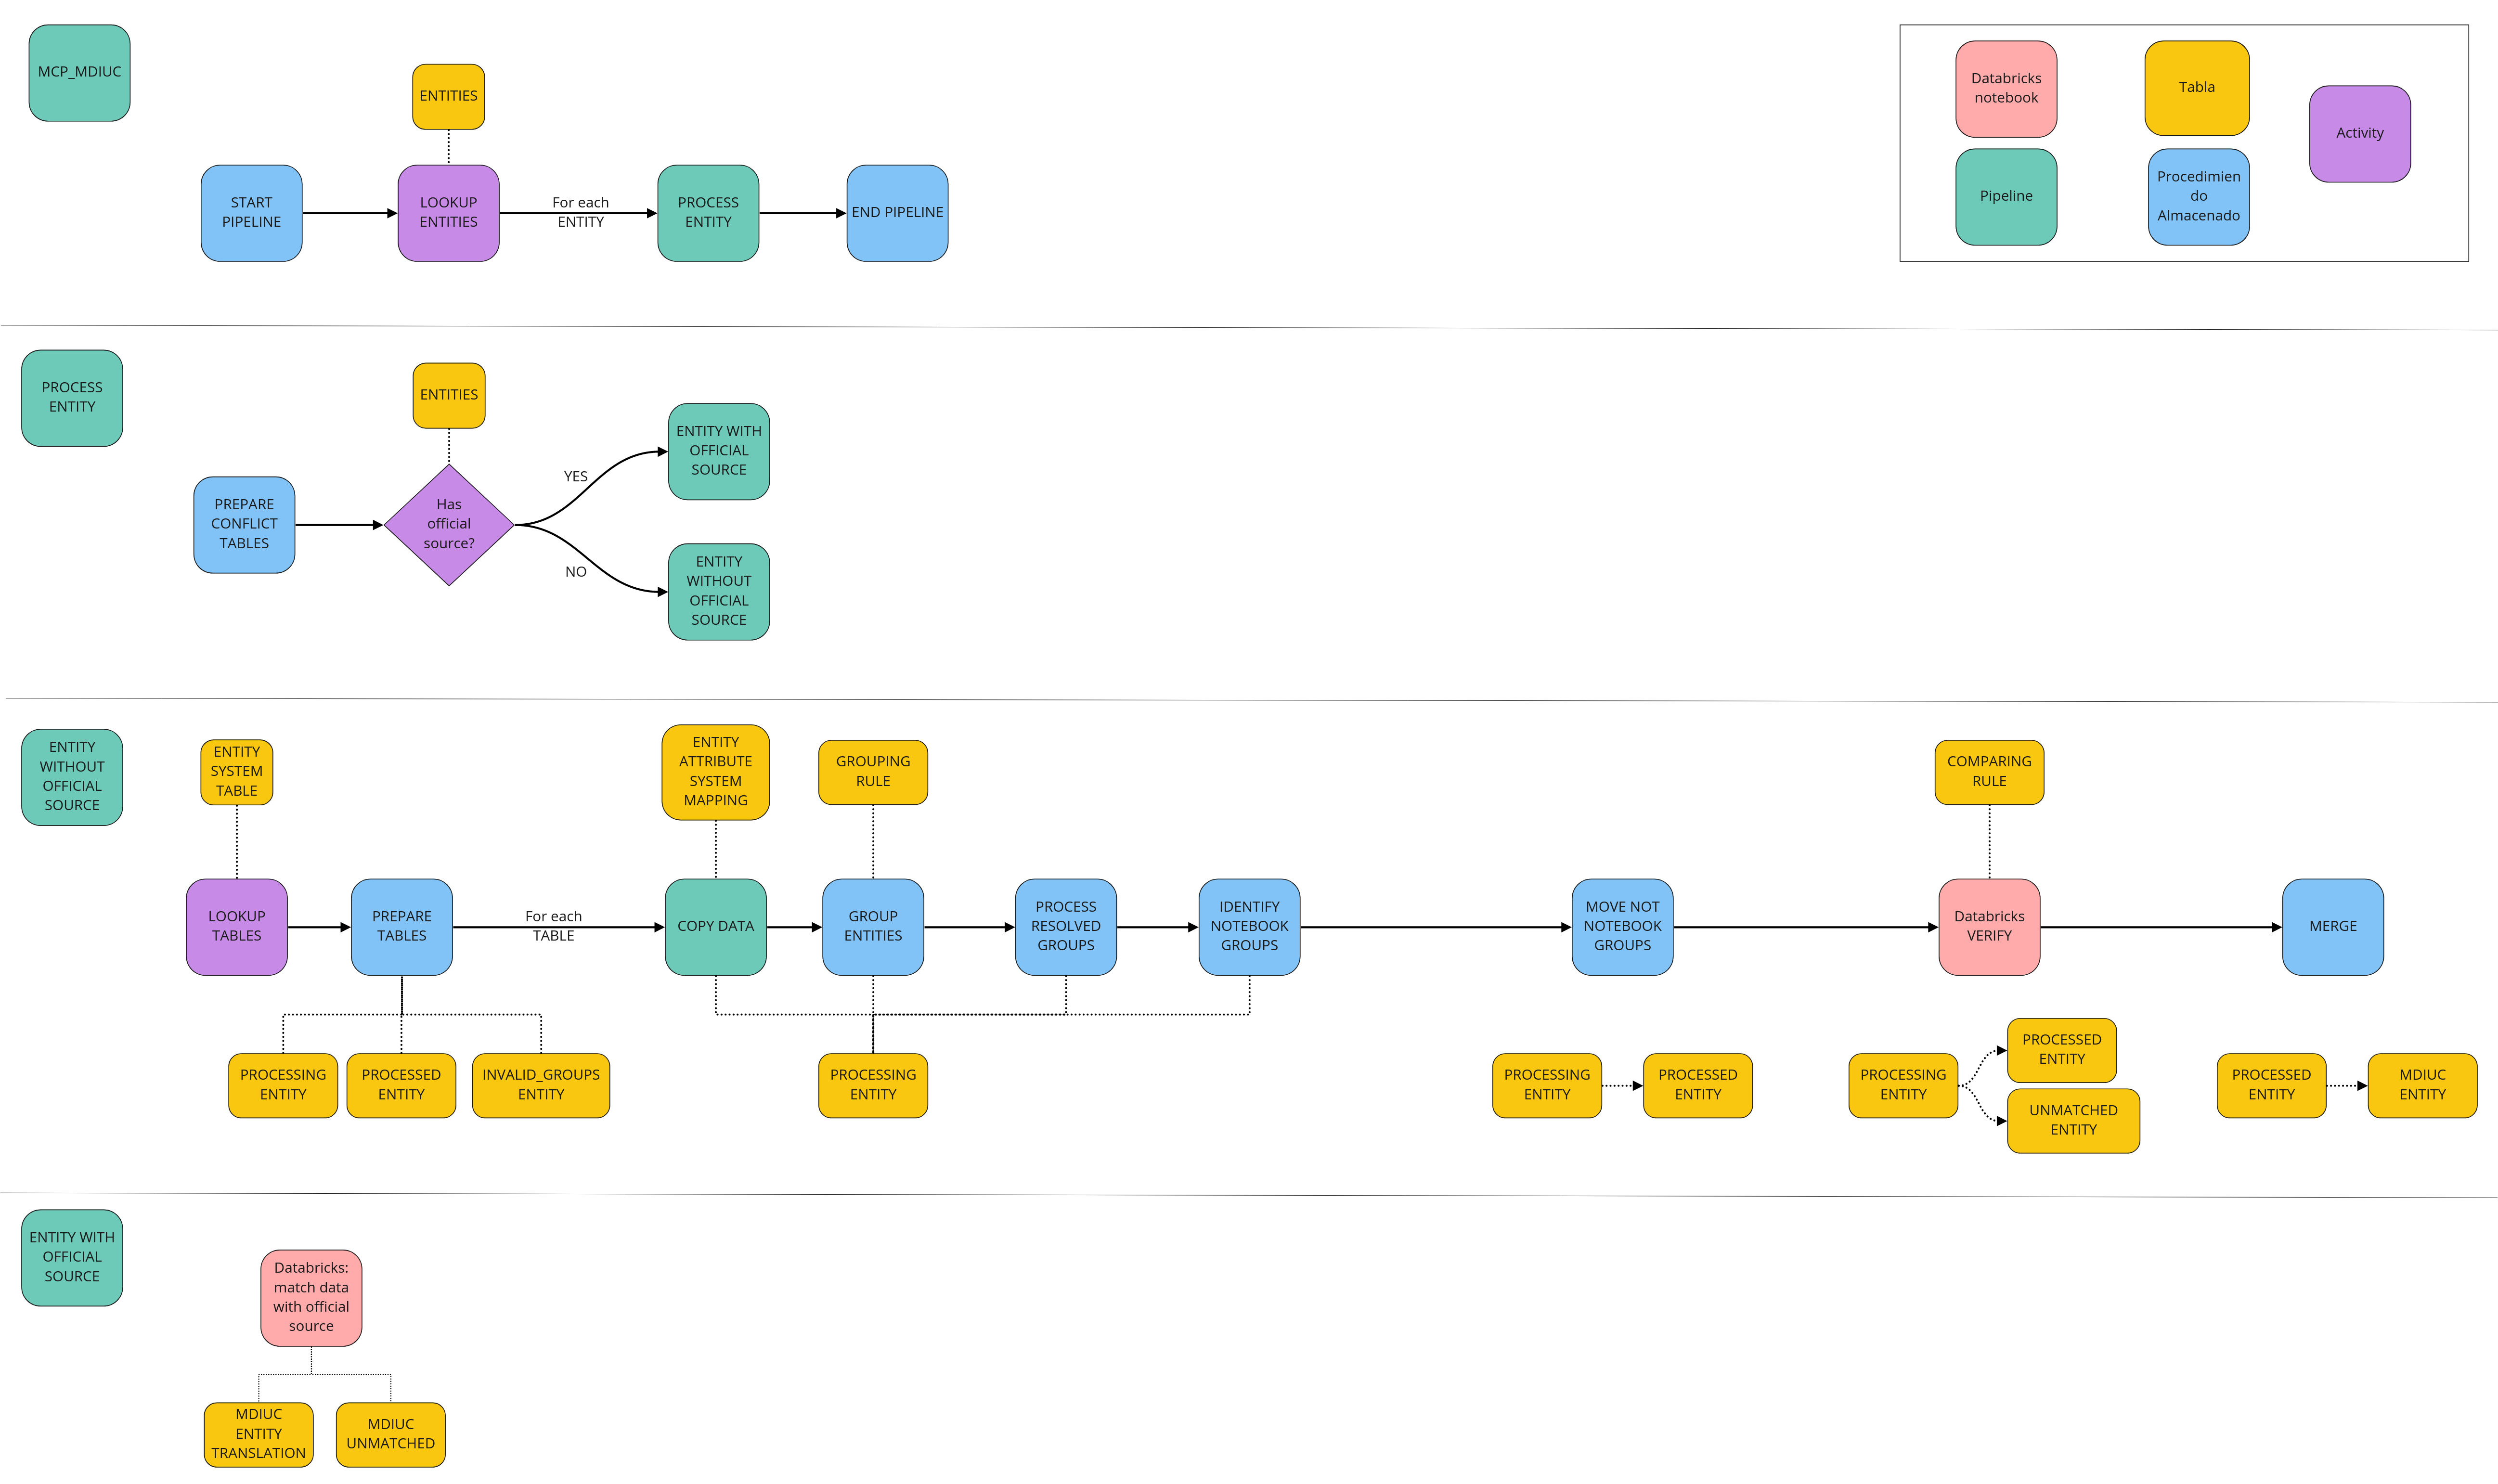 MCP_MDIUC
ENTITIES
START
PIPELINE
LOOKUP
ENTITIES
For each
ENTITY
PROCESS
ENTITY
END PIPELINE
Databricks
notebook
Tabla
Activity
Pipeline
Procedimien
do
Almacenado
PROCESS
ENTITY
ENTITIES
PREPARE
CONFLICT
TABLES
Has
official
source?
YES
NO
ENTITY WITH
OFFICIAL
SOURCE
ENTITY
WITHOUT
OFFICIAL
SOURCE
ENTITY
WITHOUT
OFFICIAL
SOURCE
ENTITY
SYSTEM
TABLE
ENTITY
ATTRIBUTE
SYSTEM
MAPPING
GROUPING
RULE
COMPARING
RULE
LOOKUP
TABLES
PREPARE
TABLES
For each
TABLE
COPY DATA
GROUP
ENTITIES
PROCESS
RESOLVED
GROUPS
IDENTIFY
NOTEBOOK
GROUPS
MOVE NOT
NOTEBOOK
GROUPS
Databricks
VERIFY
MERGE
PROCESSING
ENTITY
PROCESSED
ENTITY
INVALID_GROUPS
ENTITY
PROCESSING
ENTITY
PROCESSING
ENTITY
PROCESSED
ENTITY
PROCESSING
ENTITY
PROCESSED
ENTITY
UNMATCHED
ENTITY
PROCESSED
ENTITY
MDIUC
ENTITY
ENTITY WITH
OFFICIAL
SOURCE
Databricks:
match data
with official
source
MDIUC
ENTITY
TRANSLATION
MDIUC
UNMATCHED